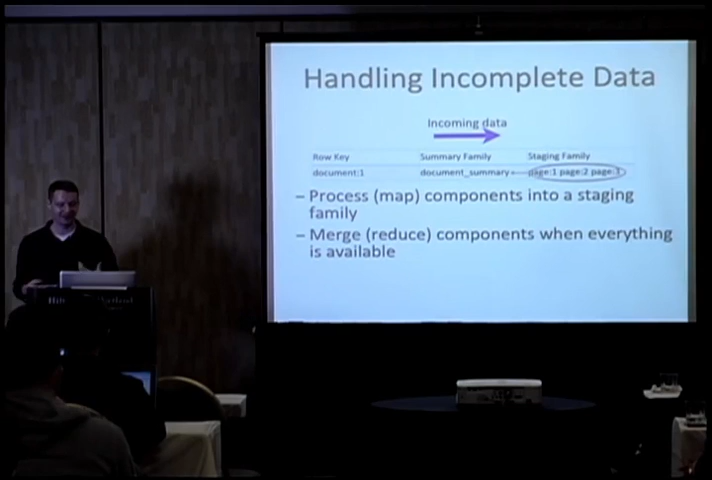 Handling Incomplete Data
Incoming data
Row Key Summary Family Staging Family
document:1 document_summary page:1 page:2 page:3
– Process (map) components into a staging
family
– Merge (reduce) components when everything
is available